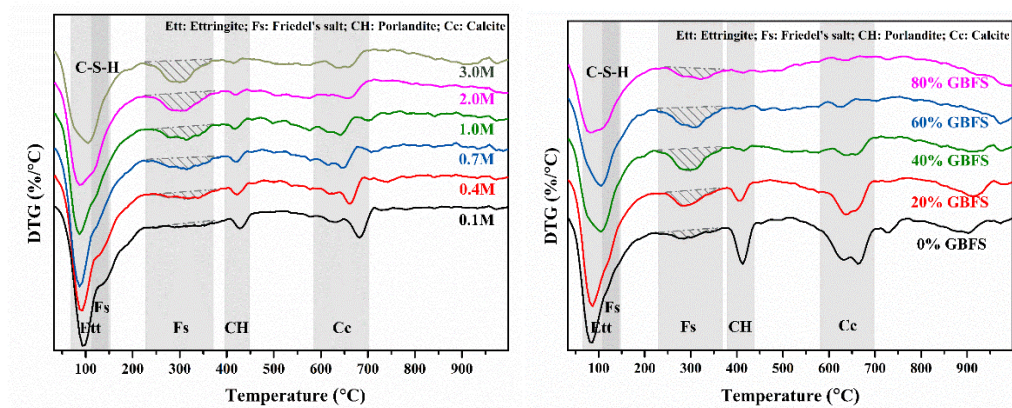 Ett: Ettringite; Fs: Friedel's salt; CH: Porlandite; Cc: Calcite
C-S-H
3.0M
2.0M
1.0M
0.7M
0.4M
0.1M
Fs
Ett
Fs
CH
Cc
DTG (%/°C)
100 200 300 400 500 600 700 800 900
Temperature (°C)
Ett: Ettringite; Fs: Friedel's salt; CH: Porlandite; Cc: Calcite
C-S-H
80% GBFS
60% GBFS
40% GBFS
20% GBFS
0% GBFS
Fs
Ett
Fs
CH
Cc
DTG (%/°C)
100 200 300 400 500 600 700 800 900
Temperature (°C)